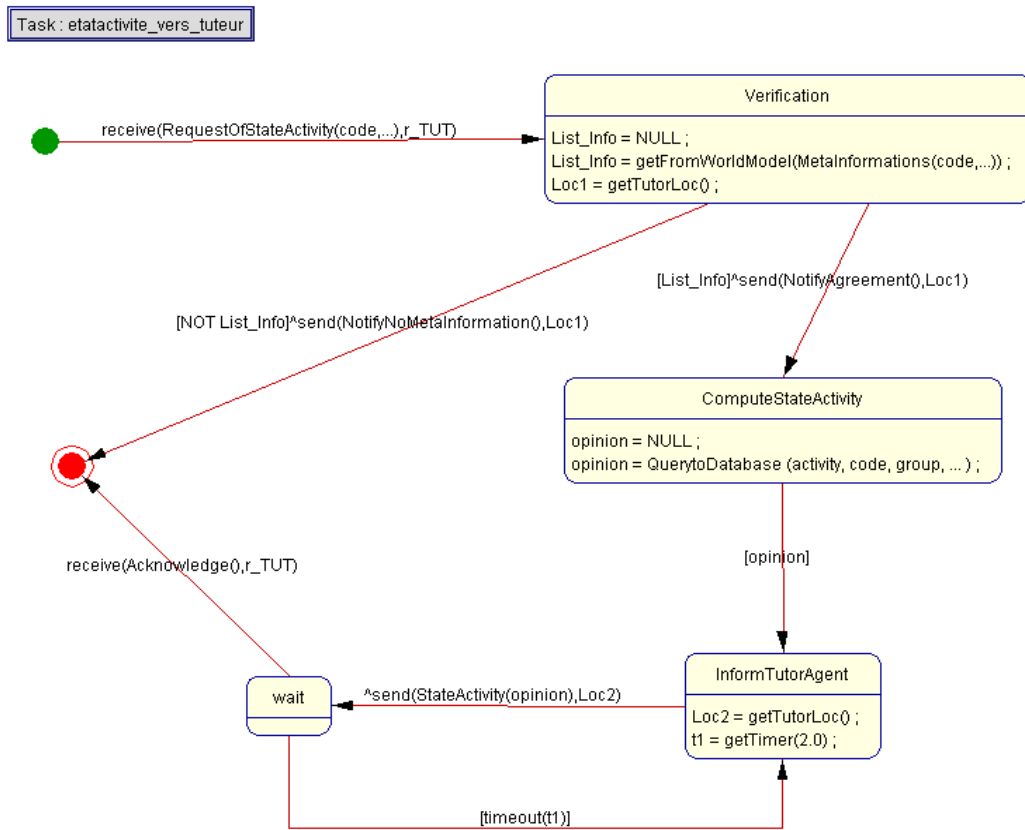 Task : etatactivite_vers_tuteur
Verification
receive(RequestOfStateActivity(code,...),r_TUT)
List_Info = NULL ;
List_Info = getFromWorldModel(MetaInformations(code,...)) ;
Loc1 = getTutorLoc() ;
[List_Info]^send(NotifyAgreement(),Loc1)
[NOT List_Info]^send(NotifyNoMetaInformation(),Loc1)
ComputeStateActivity
opinion = NULL ;
opinion = QuerytoDatabase (activity, code, group, ... ) ;
[opinion]
receive(Acknowledge(),r_TUT)
InformTutorAgent
Loc2 = getTutorLoc() ;
t1 = getTimer(2.0) ;
^send(StateActivity(opinion),Loc2)
wait
[timeout(t1)]